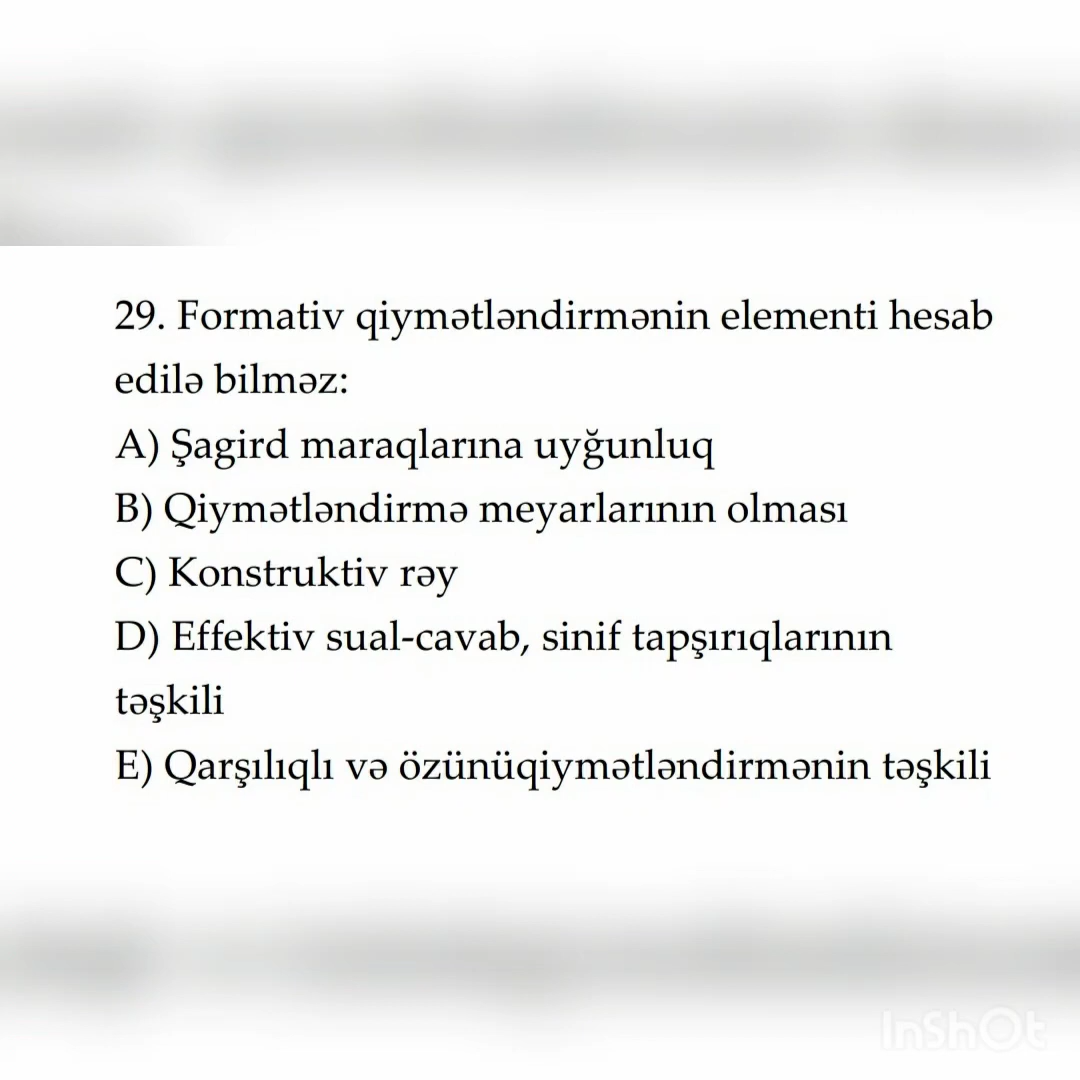 29. Formativ qiymətləndirmənin elementi hesab
edilə bilməz:
A) Şagird maraqlarına uyğunluq
B) Qiymətləndirmə meyarlarının olması
C) Konstruktiv rəy
D) Effektiv sual-cavab, sinif tapşırıqlarının
təşkili
E) Qarşılıqlı və özünüqiymətləndirmənin təşkili
InShOt